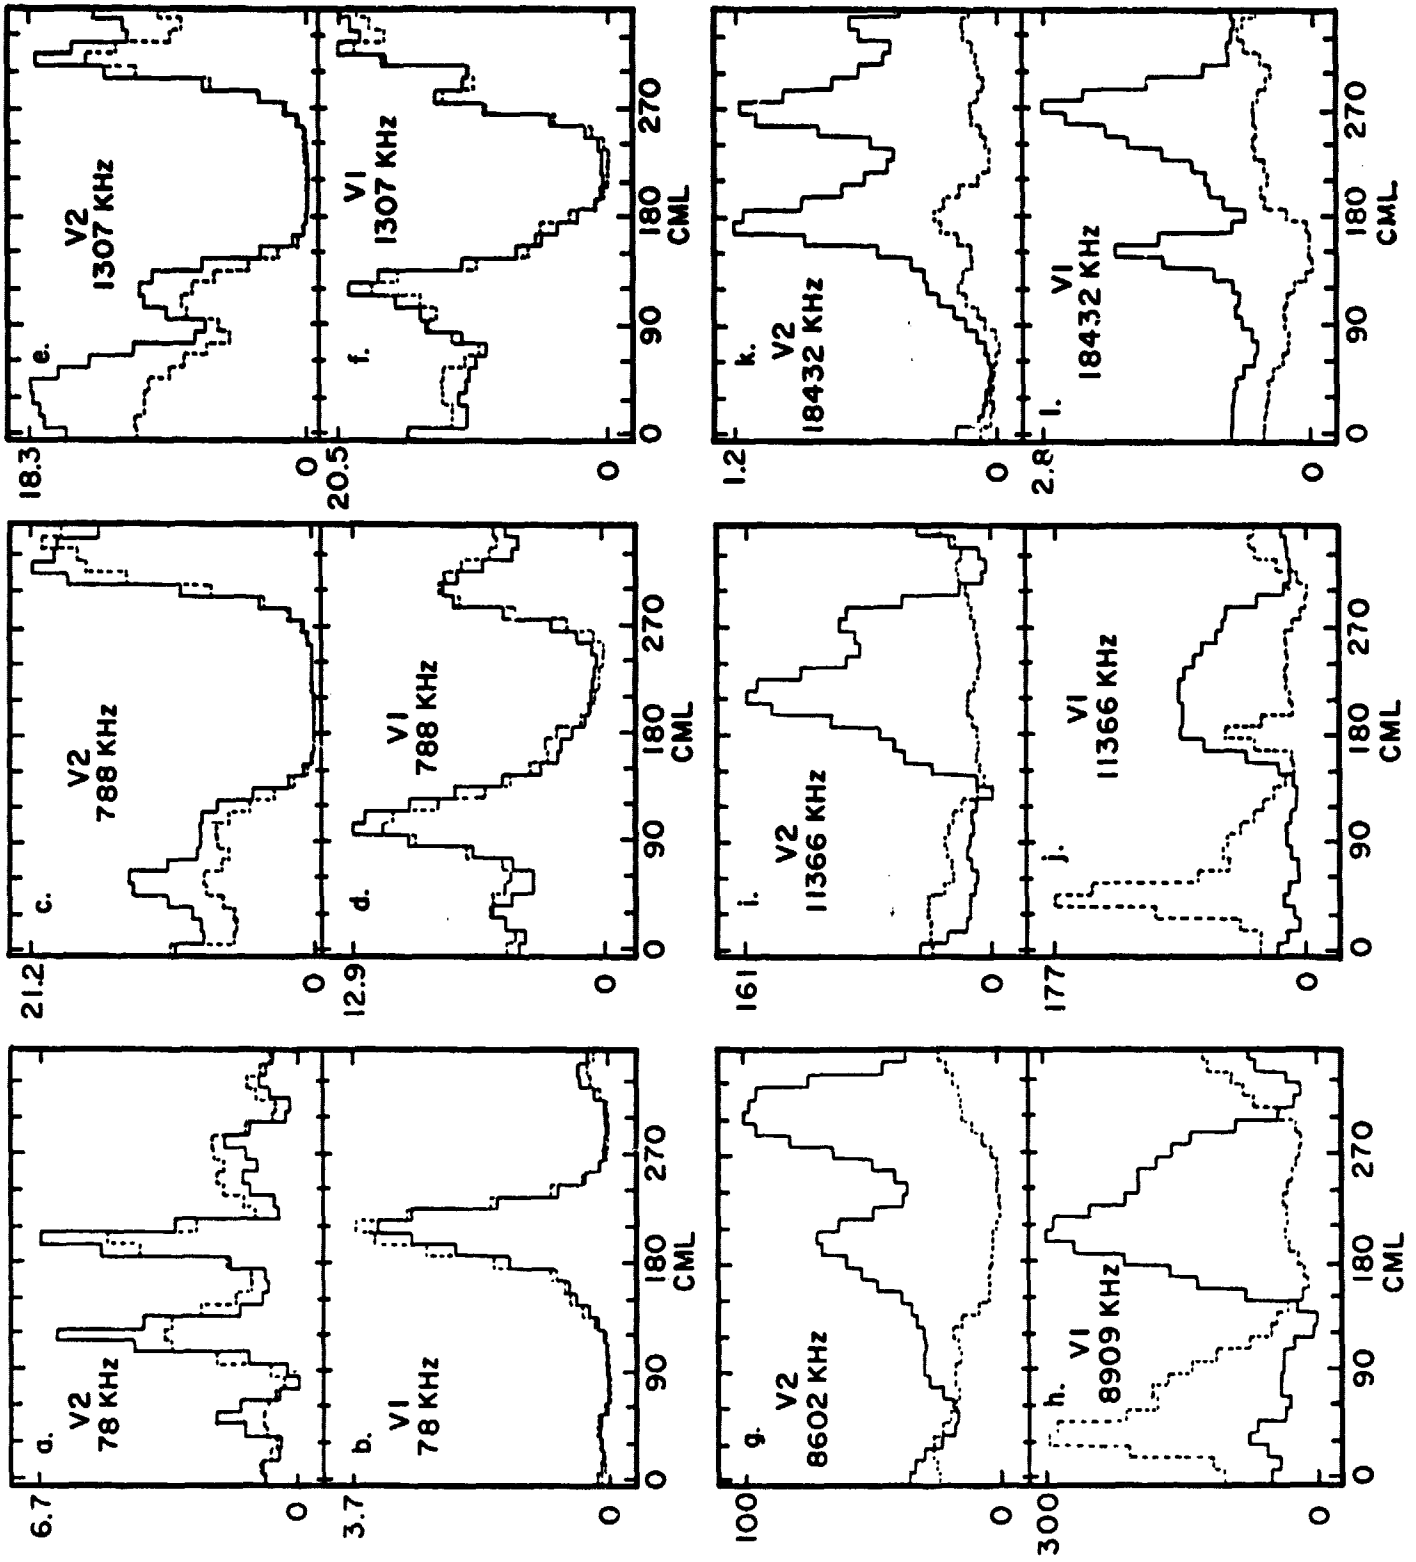 a.
V2
78 KHz
6.7
0
b.
V1
78 KHz
3.7
0
0 90 180 270
CML
c.
V2
788 KHz
21.2
0
d.
V1
788 KHz
12.9
0
0 90 180 270
CML
e.
V2
1307 KHz
18.3
0
f.
V1
1307 KHz
20.5
0
0 90 180 270
CML
g.
V2
8602 KHz
100
0
h.
V1
8909 KHz
300
0
0 90 180 270
CML
i.
V2
11366 KHz
161
0
j.
V1
11366 KHz
177
0
0 90 180 270
CML
k.
V2
18432 KHz
1.2
0
l.
V1
18432 KHz
2.8
0
0 90 180 270
CML